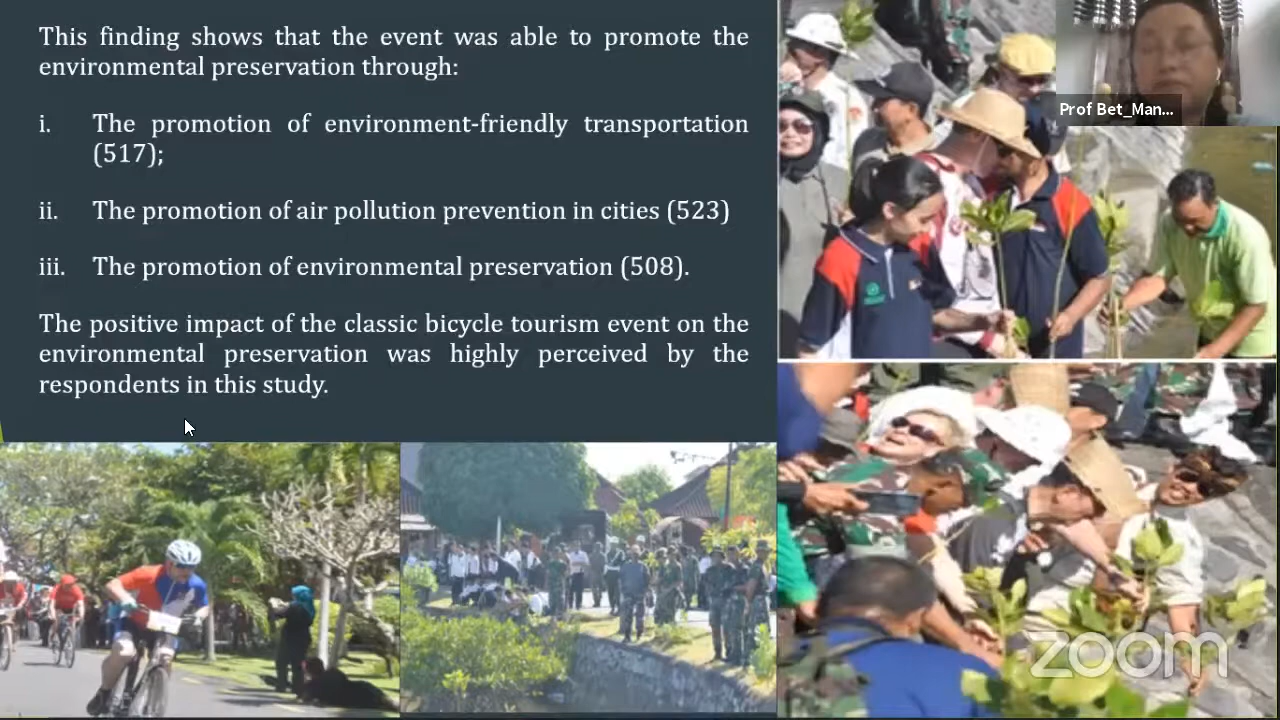 This finding shows that the event was able to promote the
environmental preservation through:
i. The promotion of environment-friendly transportation
(517);
ii. The promotion of air pollution prevention in cities (523)
iii. The promotion of environmental preservation (508).
The positive impact of the classic bicycle tourism event on the
environmental preservation was highly perceived by the
respondents in this study.
Prof Bet_Man...
zoom